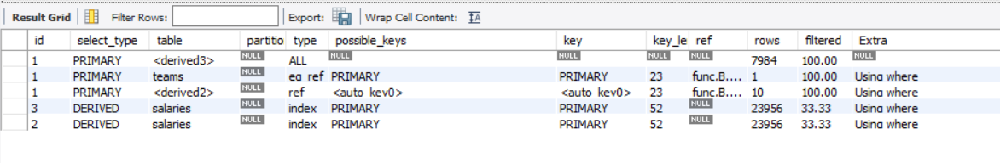 Result Grid Filter Rows: Export: Wrap Cell Content: IA
id select_type table partitio type possible_keys key key_le ref rows filtered Extra
1 PRIMARY <derived3> NULL ALL NULL NULL NULL NULL 7984 100.00 NULL
1 PRIMARY teams NULL eq_ref PRIMARY PRIMARY 23 func.B.... 1 100.00 Using where
1 PRIMARY <derived2> NULL ref <auto_key0> <auto_key0> 23 func.B.... 10 100.00 Using where
3 DERIVED salaries NULL index PRIMARY PRIMARY 52 NULL 23956 33.33 Using where
2 DERIVED salaries NULL index PRIMARY PRIMARY 52 NULL 23956 33.33 Using where